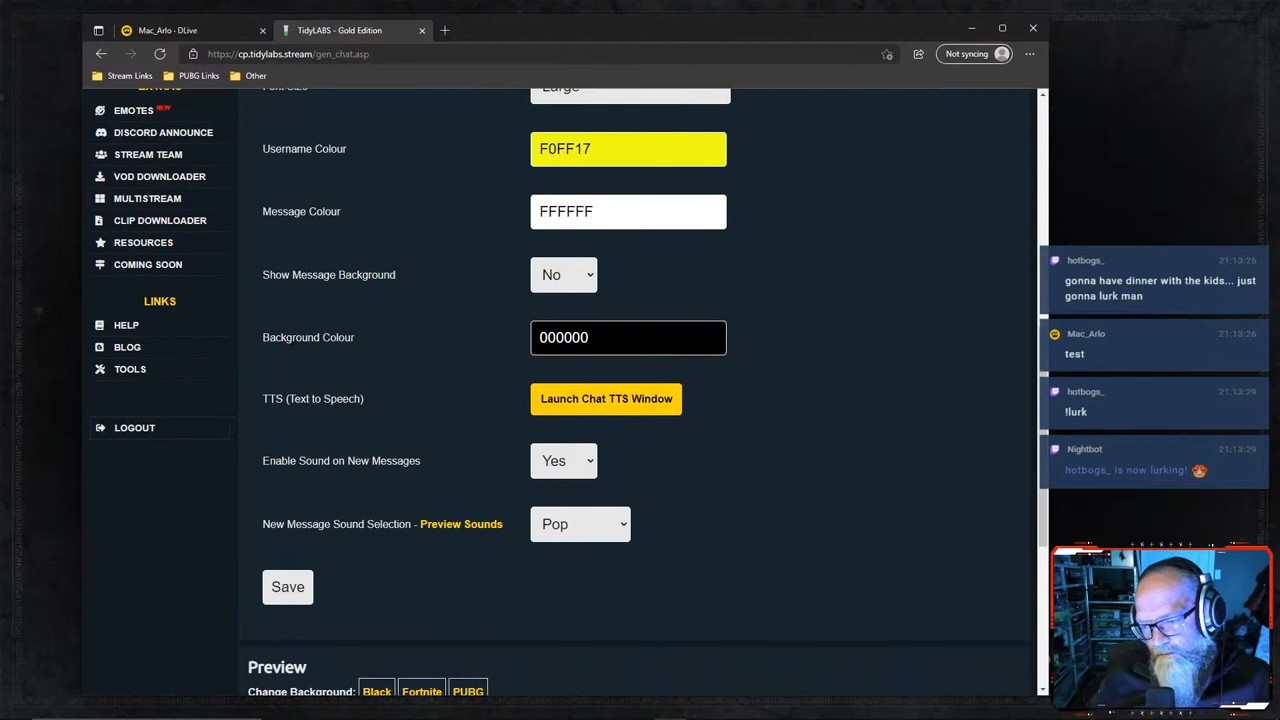 Mac_Arlo - DLive
TidyLABS - Gold Edition
https://cp.tidylabs.stream/gen_chat.asp
Not syncing
Stream Links
PUBG Links
Other
EXTRAS
EMOTES NEW
DISCORD ANNOUNCE
STREAM TEAM
VOD DOWNLOADER
MULTISTREAM
CLIP DOWNLOADER
RESOURCES
COMING SOON
LINKS
HELP
BLOG
TOOLS
LOGOUT
Font Size Large
Username Colour F0FF17
Message Colour FFFFFF
Show Message Background No
Background Colour 000000
TTS (Text to Speech) Launch Chat TTS Window
Enable Sound on New Messages Yes
New Message Sound Selection - Preview Sounds Pop
Save
Preview
Change Background: Black Fortnite PUBG
hotbogs_ 21:13:25
gonna have dinner with the kids... just
gonna lurk man
Mac_Arlo 21:13:26
test
hotbogs_ 21:13:29
!lurk
Nightbot 21:13:29
hotbogs_ is now lurking!